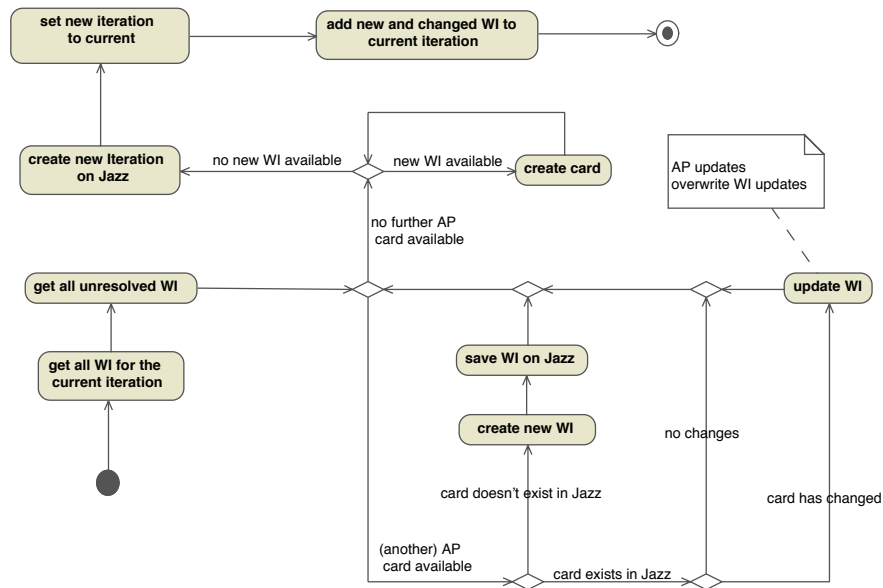 set new iteration
to current
add new and changed WI to
current iteration
create new Iteration
on Jazz
no new WI available
new WI available
create card
AP updates
overwrite WI updates
no further AP
card available
get all unresolved WI
update WI
get all WI for the
current iteration
save WI on Jazz
create new WI
no changes
card doesn't exist in Jazz
card has changed
(another) AP
card available
card exists in Jazz